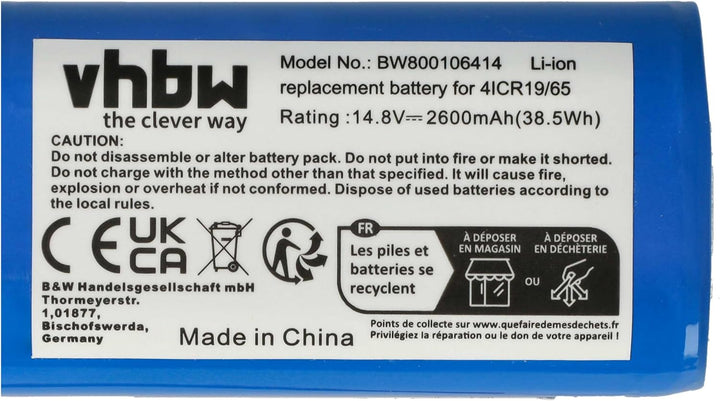 vhbw
the clever way
Model No.: BW800106414 Li-ion
replacement battery for 4ICR19/65
Rating :14.8V⎓2600mAh(38.5Wh)
CAUTION:
Do not disassemble or alter battery pack. Do not put into fire or make it shorted.
Do not charge with the method other than that specified. It will cause fire,
explosion or overheat if not conformed. Dispose of used batteries according to
the local rules.
CE UK
CA
B&W Handelsgesellschaft mbH
Thormeyerstr.
1,01877,
Bischofswerda,
Germany
Made in China
FR
Les piles et
batteries se
recyclent
À DÉPOSER
EN MAGASIN
OU
À DÉPOSER
EN DÉCHÈTERIE
Points de collecte sur www.quefairedemesdechets.fr
Privilégiez la réparation ou le don de votre appareil !